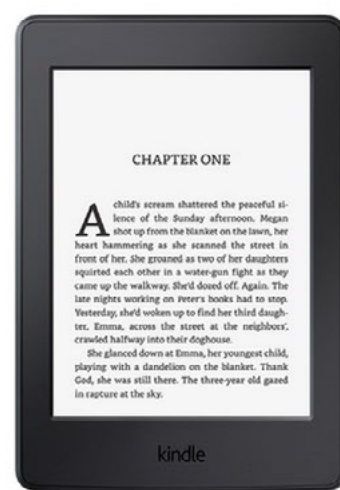 CHAPTER ONE
A child's scream shattered the peaceful si-
lence of the Sunday afternoon. Megan
shot up from the blanket on the lawn, her
heart hammering as she scanned the street in
front of her. She groaned as two of her daughters
squirted each other in a water-gun fight as they
came up the walkway. She'd dozed off. Again. The
late nights working on Peter's books had to stop.
Yesterday, she'd woken up to find her third daugh-
ter, Emma, across the street at the neighbors',
crawled halfway into their doghouse.
She glanced down at Emma, her youngest child,
playing with a dandelion on the blanket. Thank
God, she was still there. The three-year old gazed
in rapture at the sky.
kindle